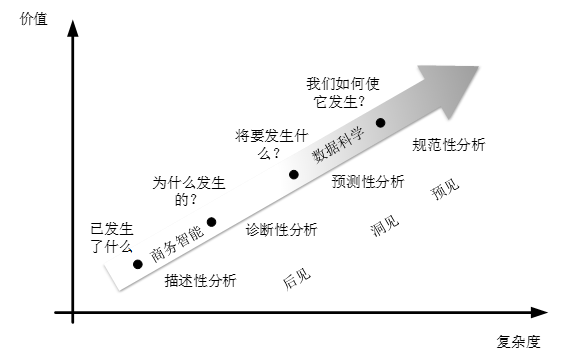 价值
我们如何使
它发生？
将要发生什
么？
数据科学
规范性分析
为什么发生
的？
预测性分析
预见
已发生
了什么
商务智能
诊断性分析
洞见
描述性分析
后见
复杂度